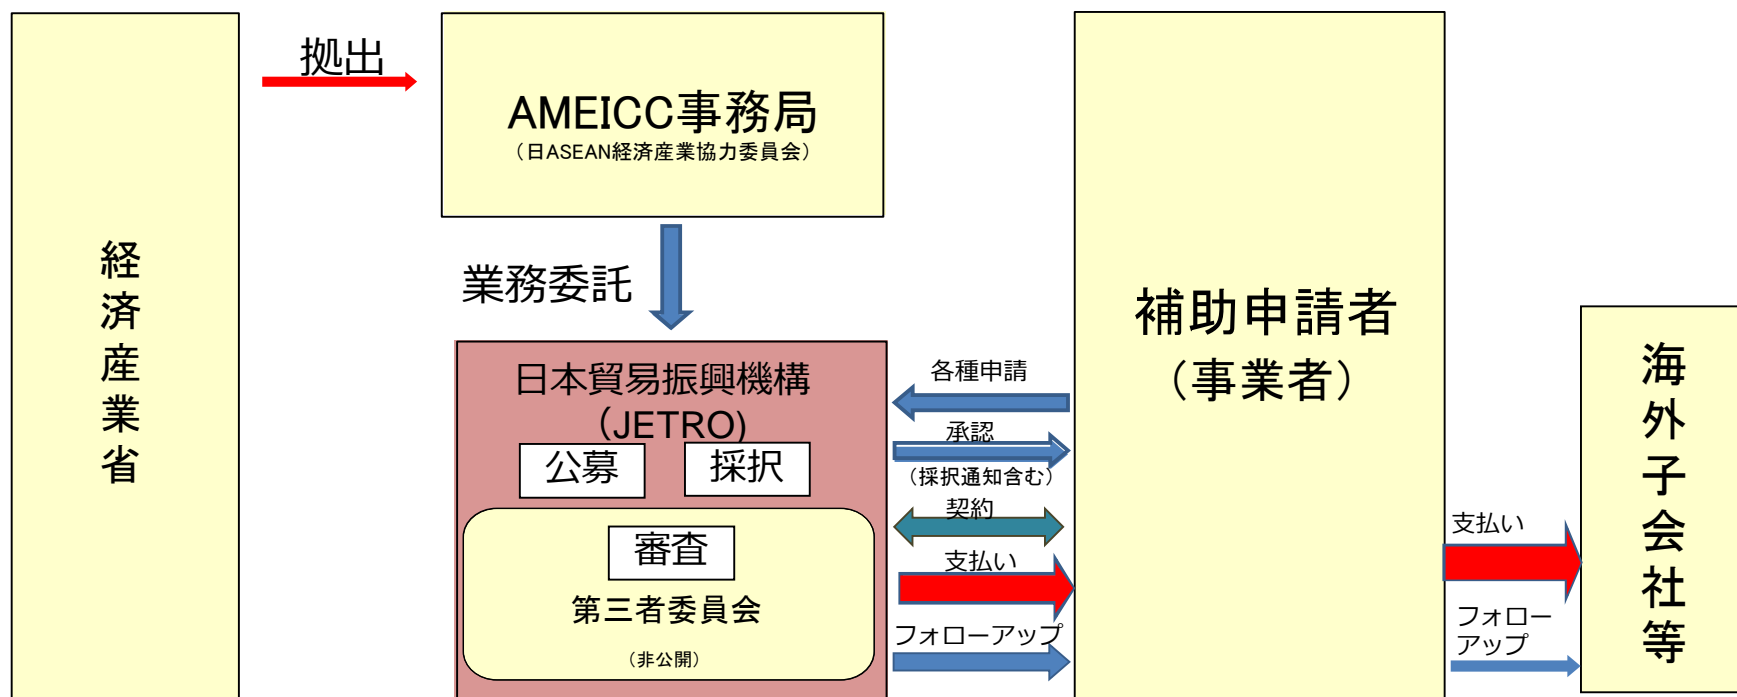 経済産業省
拠出
AMEICC事務局
（日ASEAN経済産業協力委員会）
業務委託
日本貿易振興機構
（JETRO)
公募
採択
審査
第三者委員会
（非公開）
各種申請
承認
（採択通知含む）
契約
支払い
フォローアップ
補助申請者
（事業者）
支払い
フォロー
アップ
海外子会社等